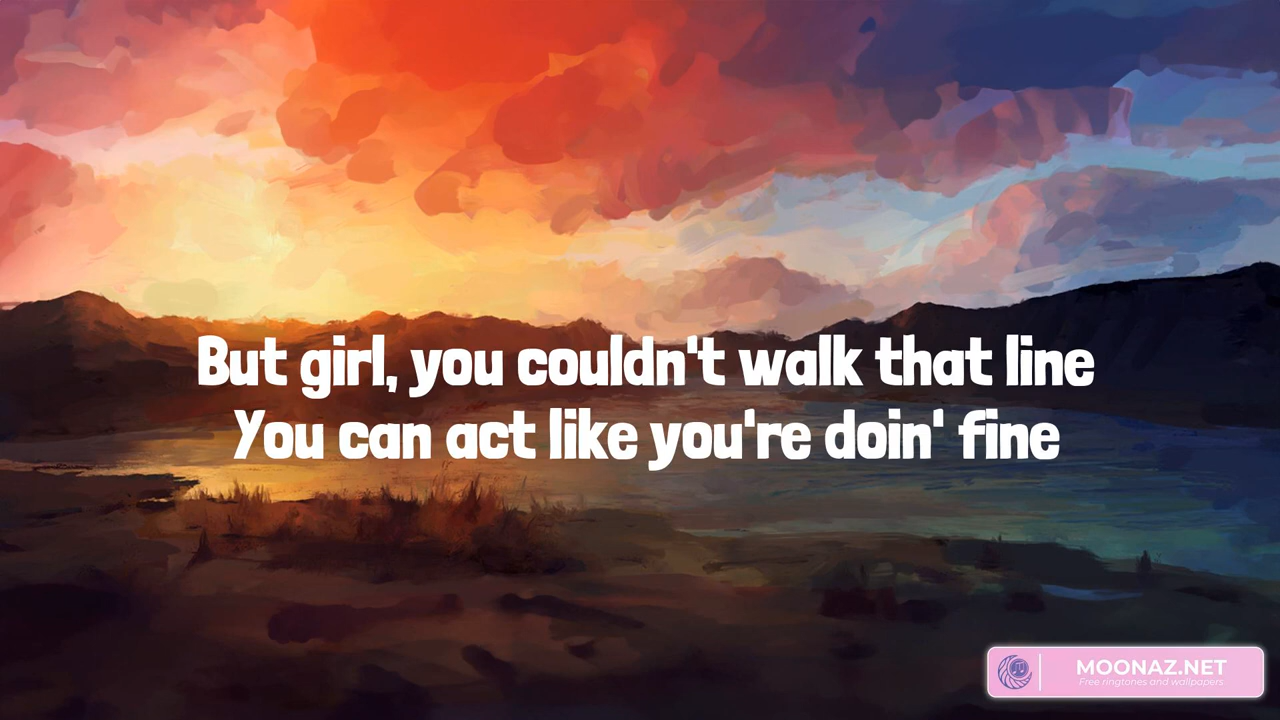 But girl, you couldn't walk that line
You can act like you're doin' fine
MOONAZ.NET
Free ringtones and wallpapers